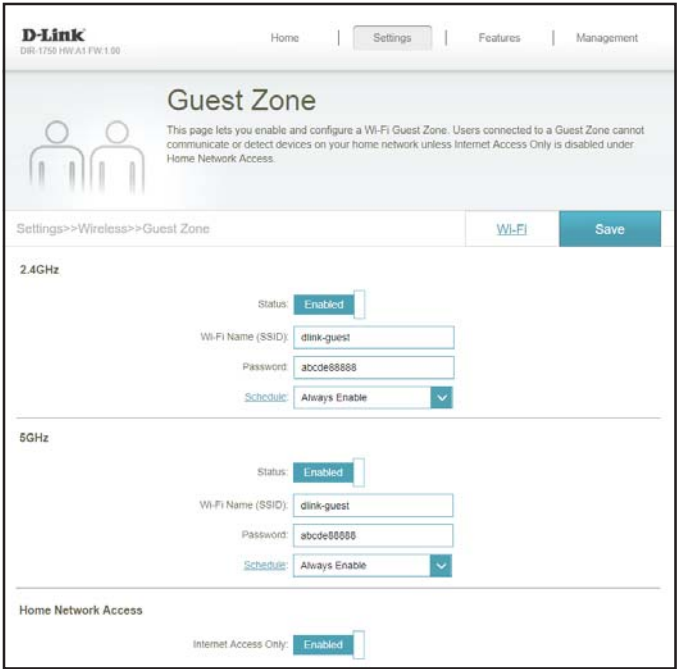 D-Link
DIR-1750 HW:A1 FW:1.00
Home | Settings | Features | Management
Guest Zone
This page lets you enable and configure a Wi-Fi Guest Zone. Users connected to a Guest Zone cannot
communicate or detect devices on your home network unless Internet Access Only is disabled under
Home Network Access.
Settings>>Wireless>>Guest Zone Wi-Fi Save
2.4GHz
Status: Enabled
Wi-Fi Name (SSID): dlink-guest
Password: abcde88888
Schedule: Always Enable
5GHz
Status: Enabled
Wi-Fi Name (SSID): dlink-guest
Password: abcde88888
Schedule: Always Enable
Home Network Access
Internet Access Only: Enabled